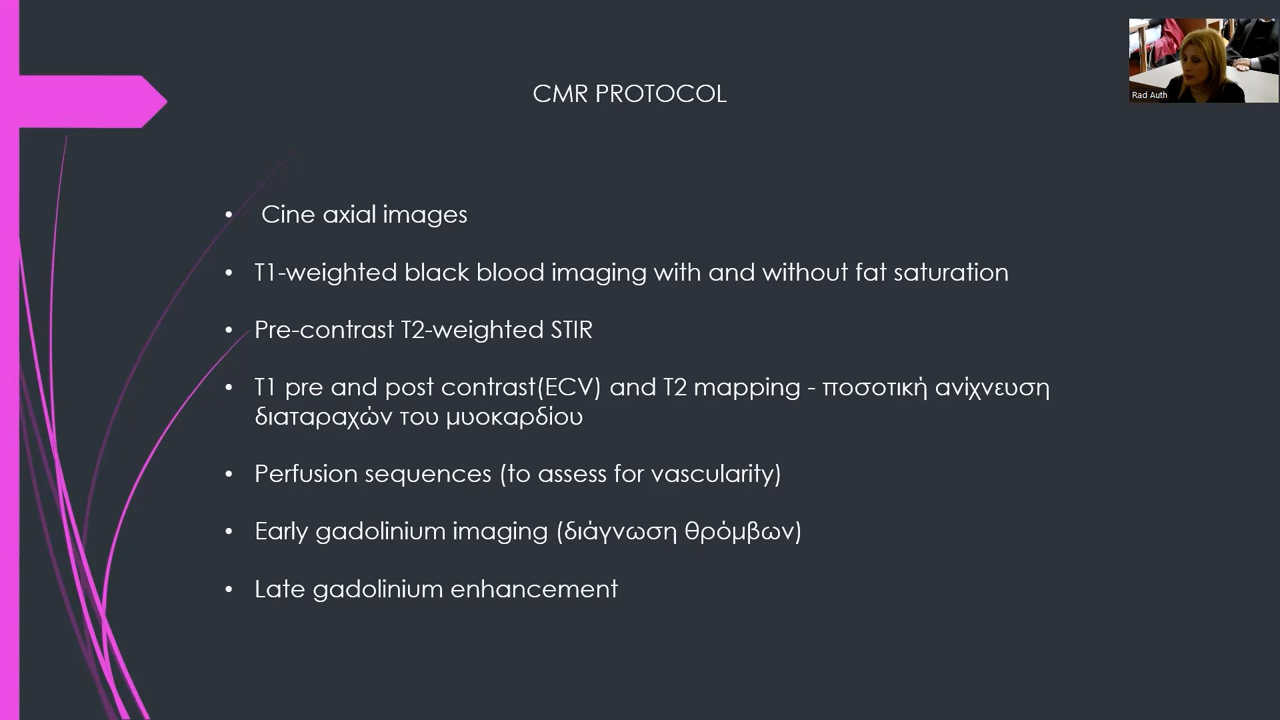 Rad Auth
CMR PROTOCOL
• Cine axial images
• T1-weighted black blood imaging with and without fat saturation
• Pre-contrast T2-weighted STIR
• T1 pre and post contrast(ECV) and T2 mapping - ποσοτική ανίχνευση
διαταραχών του μυοκαρδίου
• Perfusion sequences (to assess for vascularity)
• Early gadolinium imaging (διάγνωση θρόμβων)
• Late gadolinium enhancement